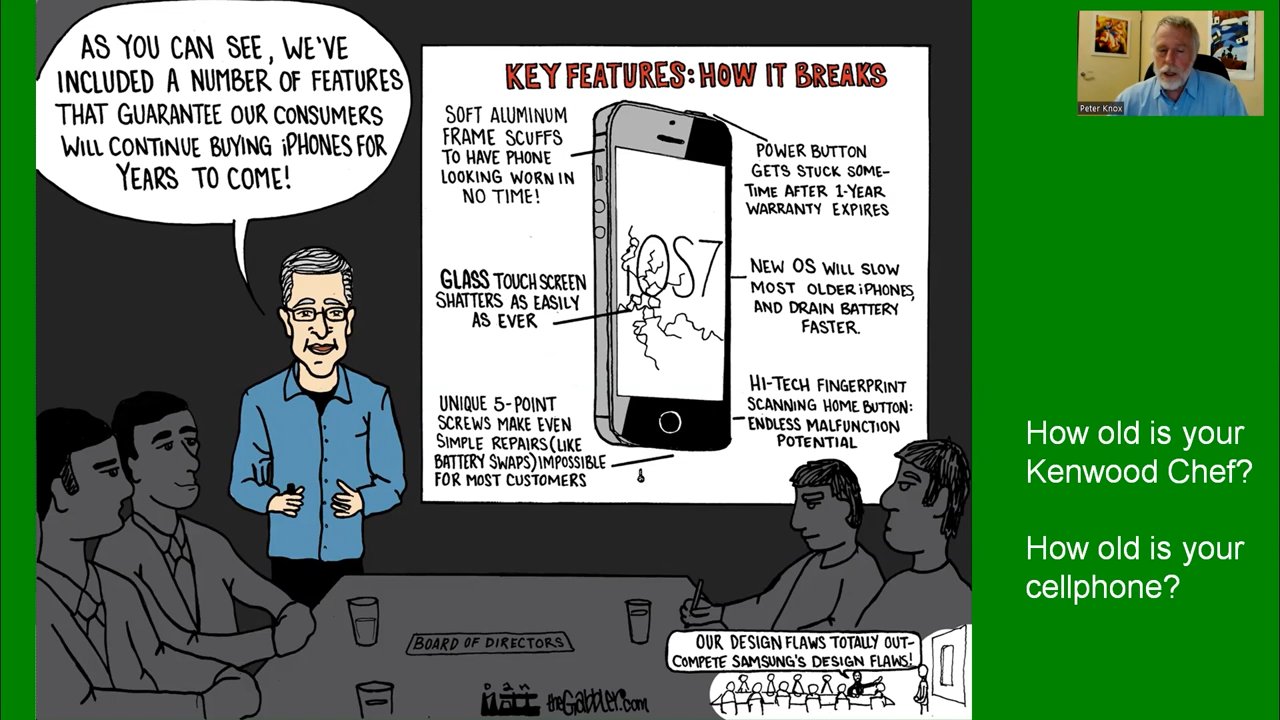 AS YOU CAN SEE, WE'VE
INCLUDED A NUMBER OF FEATURES
THAT GUARANTEE OUR CONSUMERS
WILL CONTINUE BUYING iPHONES FOR
YEARS TO COME!
KEY FEATURES: HOW IT BREAKS
SOFT ALUMINUM
FRAME SCUFFS
TO HAVE PHONE
LOOKING WORN IN
NO TIME!
POWER BUTTON
GETS STUCK SOME-
TIME AFTER 1-YEAR
WARRANTY EXPIRES
iOS7
GLASS TOUCH SCREEN
SHATTERS AS EASILY
AS EVER
NEW OS WILL SLOW
MOST OLDER iPHONES,
AND DRAIN BATTERY
FASTER.
UNIQUE 5-POINT
SCREWS MAKE EVEN
SIMPLE REPAIRS (LIKE
BATTERY SWAPS) IMPOSSIBLE
FOR MOST CUSTOMERS
HI-TECH FINGERPRINT
SCANNING HOME BUTTON:
ENDLESS MALFUNCTION
POTENTIAL
BOARD OF DIRECTORS
ian
theGabbler.com
OUR DESIGN FLAWS TOTALLY OUT-
COMPETE SAMSUNG'S DESIGN FLAWS!
Peter Knox
How old is your
Kenwood Chef?
How old is your
cellphone?